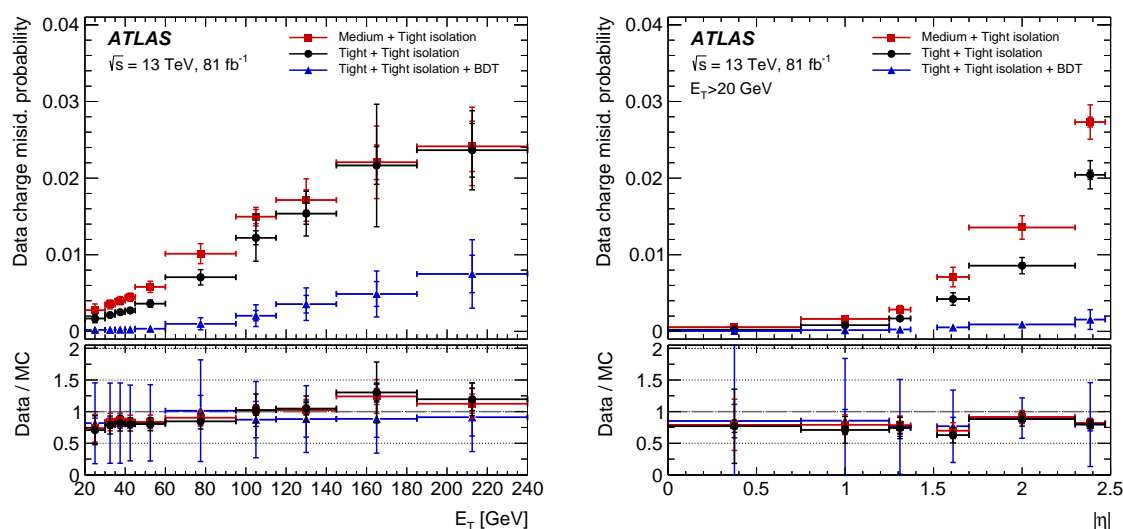 Data charge misid. probability
0.04
0.03
0.02
0.01
0
ATLAS
√s = 13 TeV, 81 fb⁻¹
Medium + Tight isolation
Tight + Tight isolation
Tight + Tight isolation + BDT
Data / MC
2
1.5
1
0.5
0
20 40 60 80 100 120 140 160 180 200 220 240
E_T [GeV]
Data charge misid. probability
0.04
0.03
0.02
0.01
0
ATLAS
√s = 13 TeV, 81 fb⁻¹
E_T>20 GeV
Medium + Tight isolation
Tight + Tight isolation
Tight + Tight isolation + BDT
Data / MC
2
1.5
1
0.5
0
0 0.5 1 1.5 2 2.5
|η|